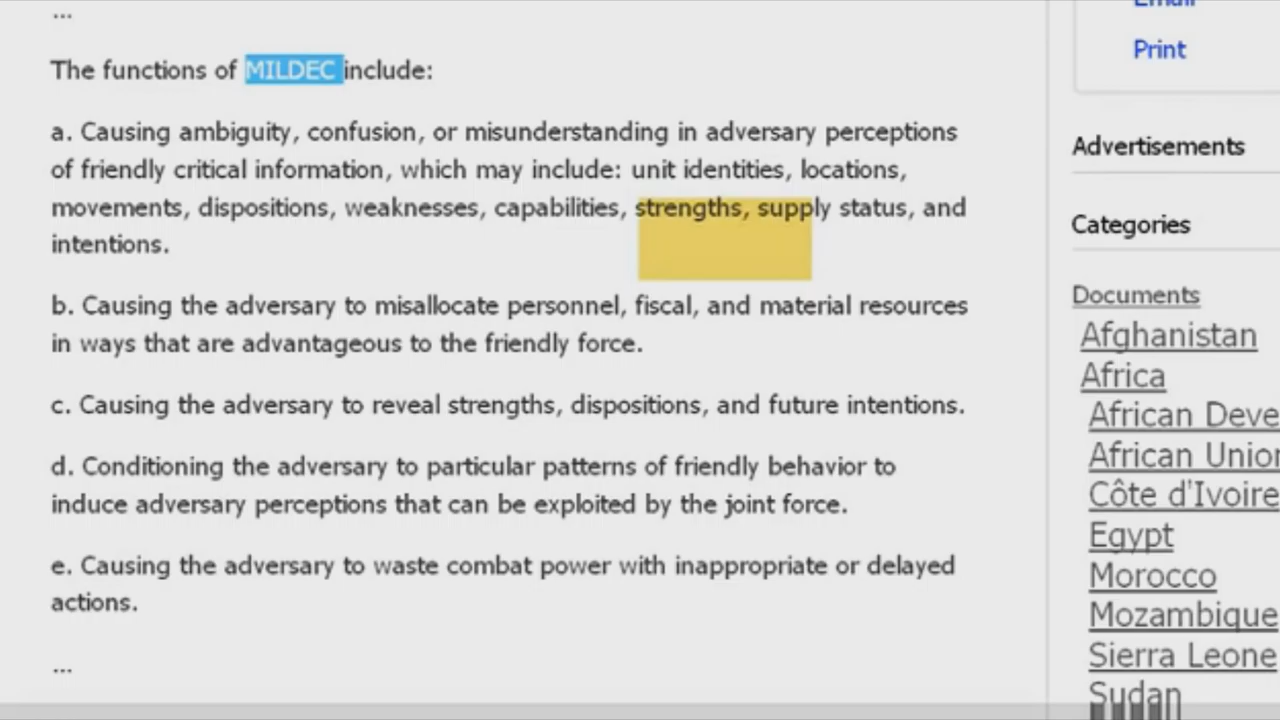 ...
The functions of MILDEC include:
a. Causing ambiguity, confusion, or misunderstanding in adversary perceptions
of friendly critical information, which may include: unit identities, locations,
movements, dispositions, weaknesses, capabilities, strengths, supply status, and
intentions.
b. Causing the adversary to misallocate personnel, fiscal, and material resources
in ways that are advantageous to the friendly force.
c. Causing the adversary to reveal strengths, dispositions, and future intentions.
d. Conditioning the adversary to particular patterns of friendly behavior to
induce adversary perceptions that can be exploited by the joint force.
e. Causing the adversary to waste combat power with inappropriate or delayed
actions.
...
Email
Print
Advertisements
Categories
Documents
Afghanistan
Africa
African Deve
African Union
Côte d'Ivoire
Egypt
Morocco
Mozambique
Sierra Leone
Sudan